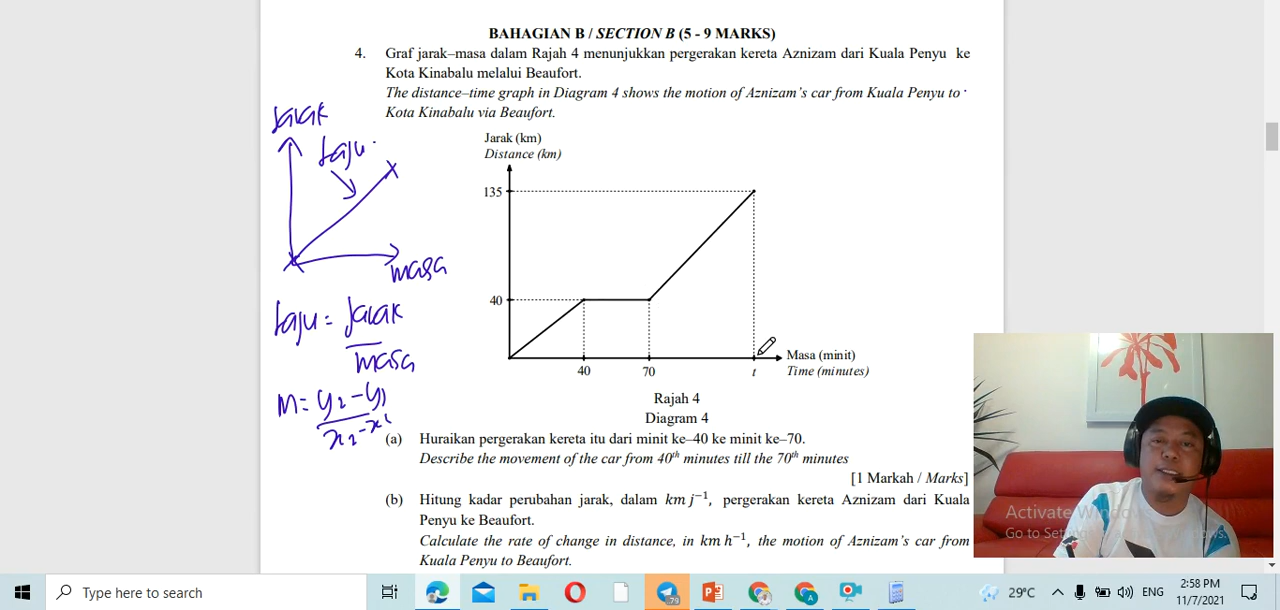 BAHAGIAN B / SECTION B (5 - 9 MARKS)
4. Graf jarak–masa dalam Rajah 4 menunjukkan pergerakan kereta Aznizam dari Kuala Penyu ke
Kota Kinabalu melalui Beaufort.
The distance–time graph in Diagram 4 shows the motion of Aznizam's car from Kuala Penyu to
Kota Kinabalu via Beaufort.
Jarak
Laju
masa
Laju = Jarak
masa
M = y₂ - y₁
x₂ - x₁
Jarak (km)
Distance (km)
135
40
40 70 t
Masa (minit)
Time (minutes)
Rajah 4
Diagram 4
(a) Huraikan pergerakan kereta itu dari minit ke–40 ke minit ke–70.
Describe the movement of the car from 40th minutes till the 70th minutes
[1 Markah / Marks]
(b) Hitung kadar perubahan jarak, dalam km j⁻¹, pergerakan kereta Aznizam dari Kuala
Penyu ke Beaufort.
Calculate the rate of change in distance, in km h⁻¹, the motion of Aznizam's car from
Kuala Penyu to Beaufort.
Type here to search
29°C
ENG
2:58 PM
11/7/2021